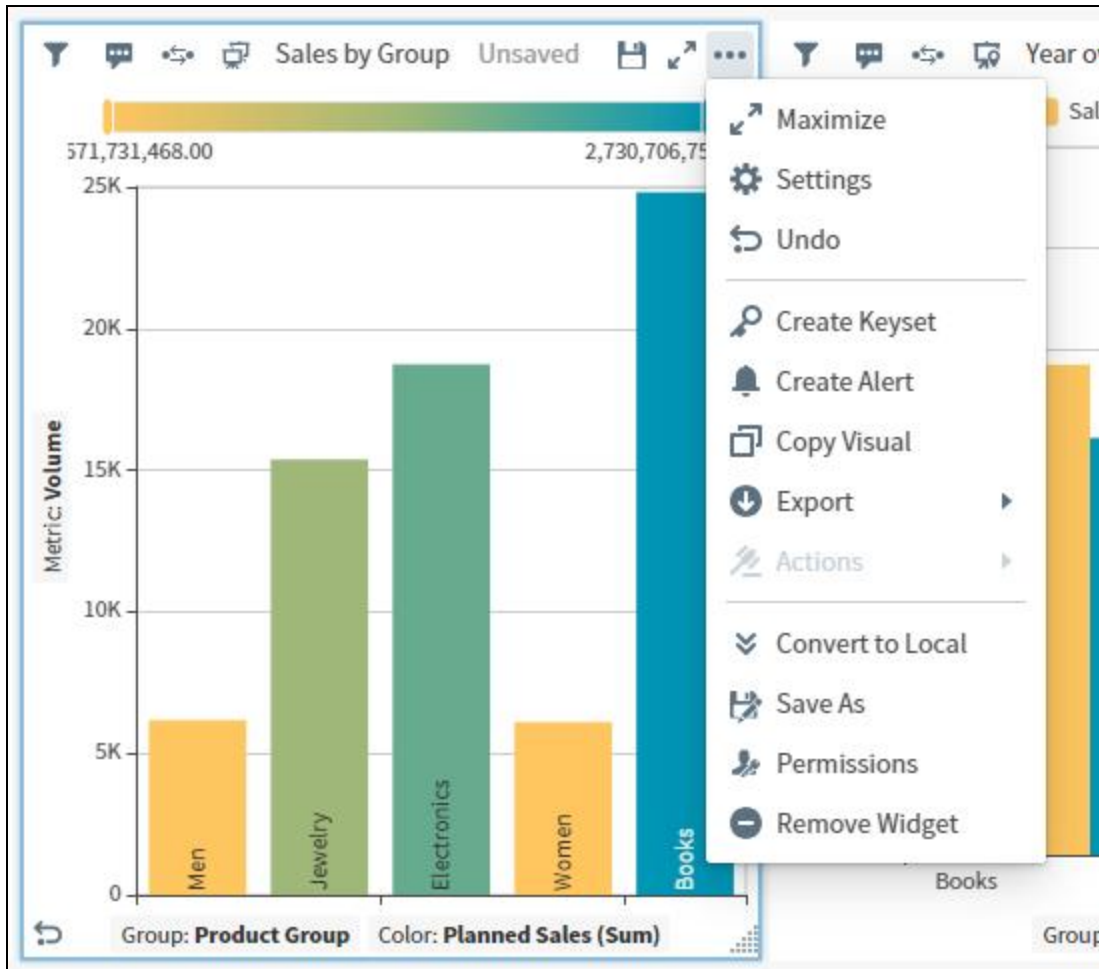 Sales by Group Unsaved
571,731,468.00
2,730,706,75
25K
20K
15K
10K
5K
0
Metric: Volume
Men
Jewelry
Electronics
Women
Books
Group: Product Group
Color: Planned Sales (Sum)
Maximize
Settings
Undo
Create Keyset
Create Alert
Copy Visual
Export
Actions
Convert to Local
Save As
Permissions
Remove Widget
Year o
Sal
Books
Group